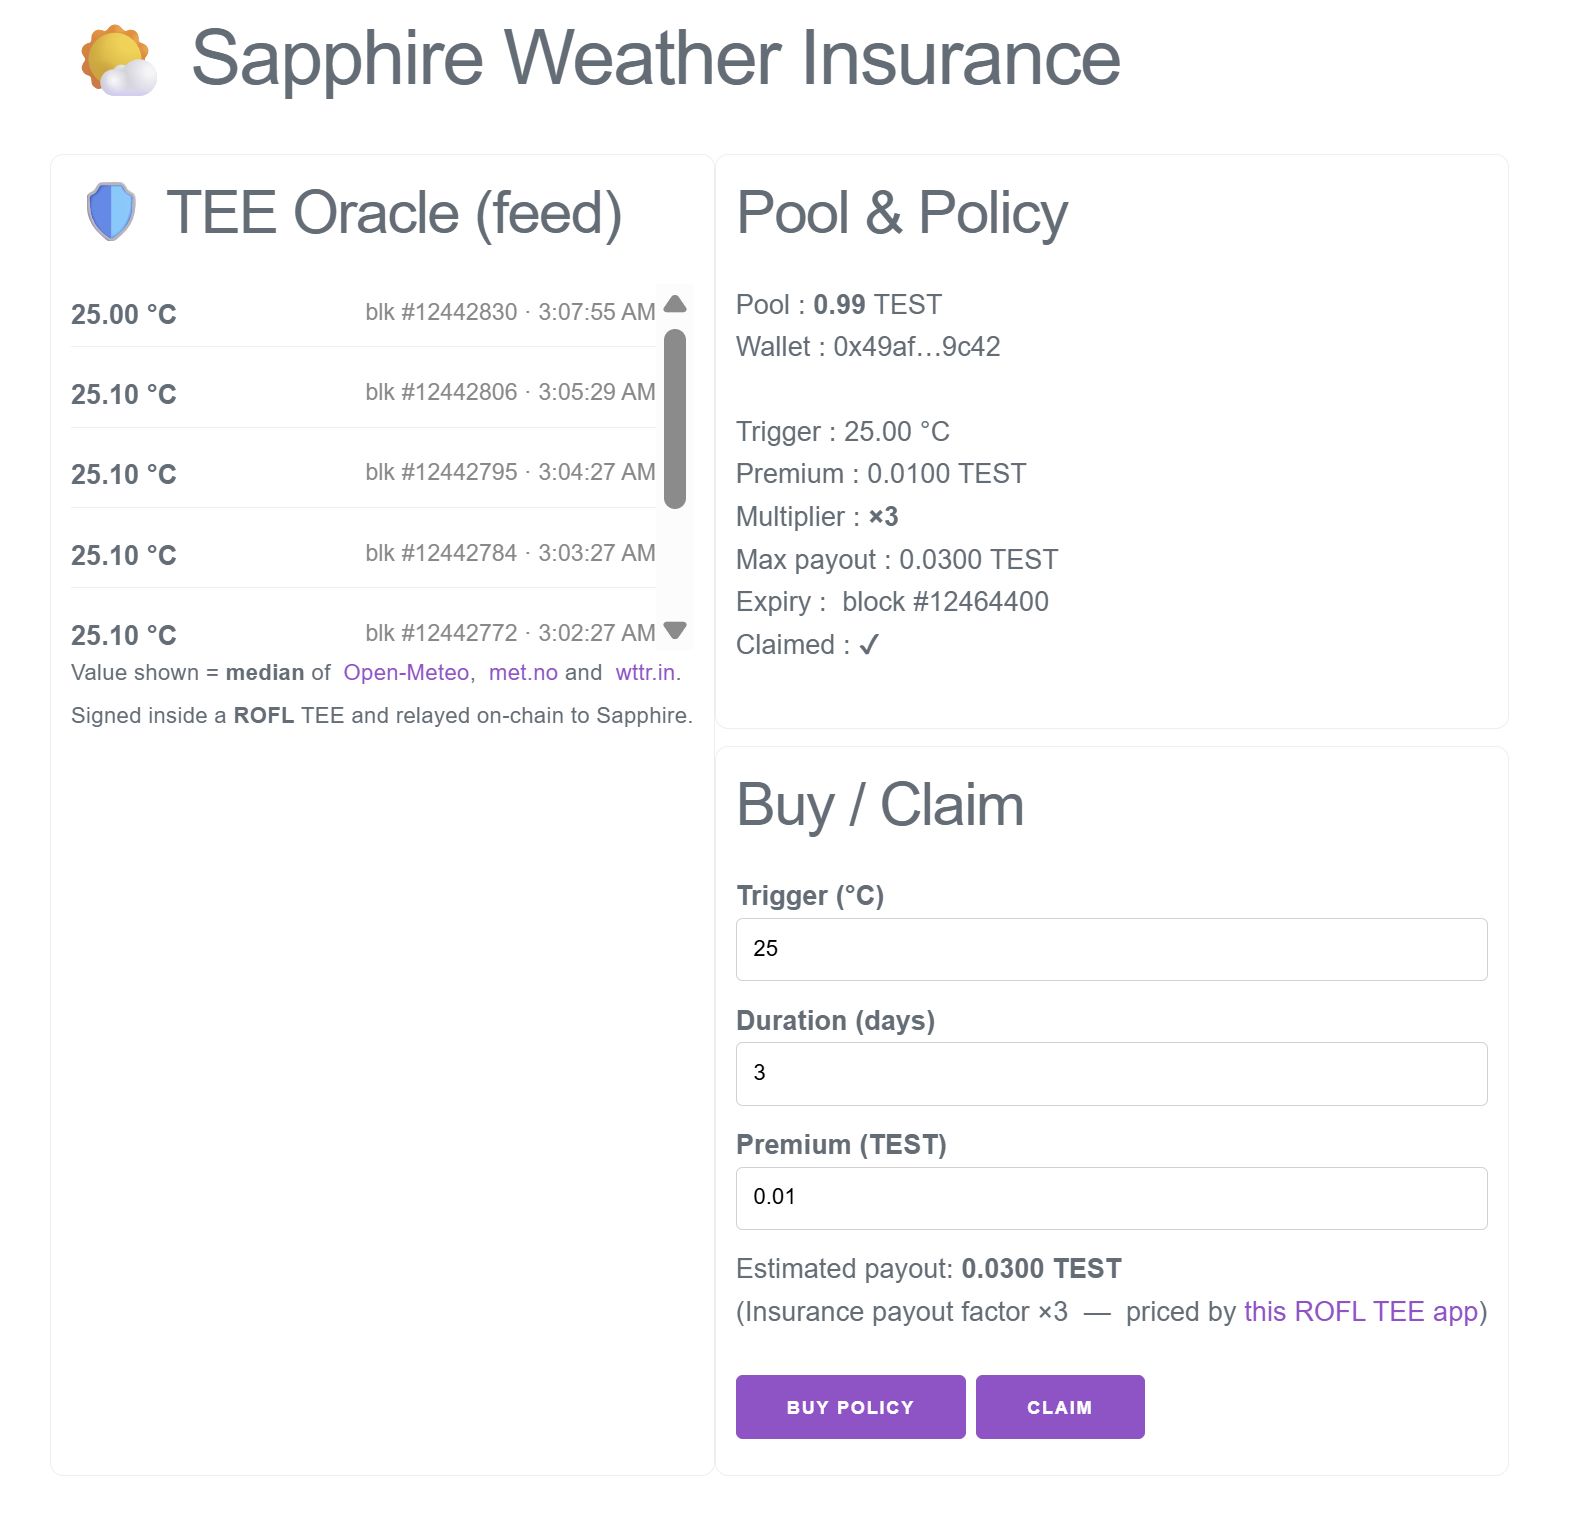 Sapphire Weather Insurance
TEE Oracle (feed)
25.00 °C blk #12442830 · 3:07:55 AM
25.10 °C blk #12442806 · 3:05:29 AM
25.10 °C blk #12442795 · 3:04:27 AM
25.10 °C blk #12442784 · 3:03:27 AM
25.10 °C blk #12442772 · 3:02:27 AM
Value shown = median of Open-Meteo, met.no and wttr.in.
Signed inside a ROFL TEE and relayed on-chain to Sapphire.
Pool & Policy
Pool : 0.99 TEST
Wallet : 0x49af…9c42
Trigger : 25.00 °C
Premium : 0.0100 TEST
Multiplier : ×3
Max payout : 0.0300 TEST
Expiry : block #12464400
Claimed : ✓
Buy / Claim
Trigger (°C)
25
Duration (days)
3
Premium (TEST)
0.01
Estimated payout: 0.0300 TEST
(Insurance payout factor ×3 — priced by this ROFL TEE app)
BUY POLICY CLAIM